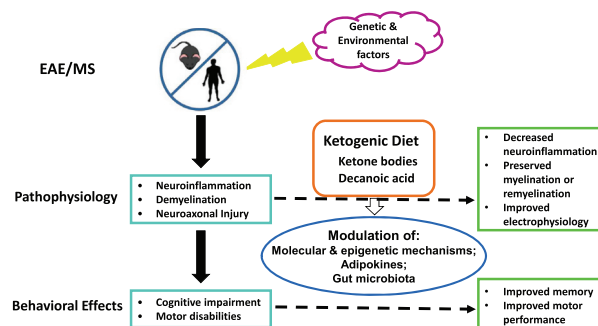 Genetic &
Environmental
factors
EAE/MS
Ketogenic Diet
Ketone bodies
Decanoic acid
• Decreased
neuroinflammation
• Preserved
myelination or
remyelination
• Improved
electrophysiology
Pathophysiology
• Neuroinflammation
• Demyelination
• Neuroaxonal Injury
Modulation of:
Molecular & epigenetic mechanisms;
Adipokines;
Gut microbiota
Behavioral Effects
• Cognitive impairment
• Motor disabilities
• Improved memory
• Improved motor
performance